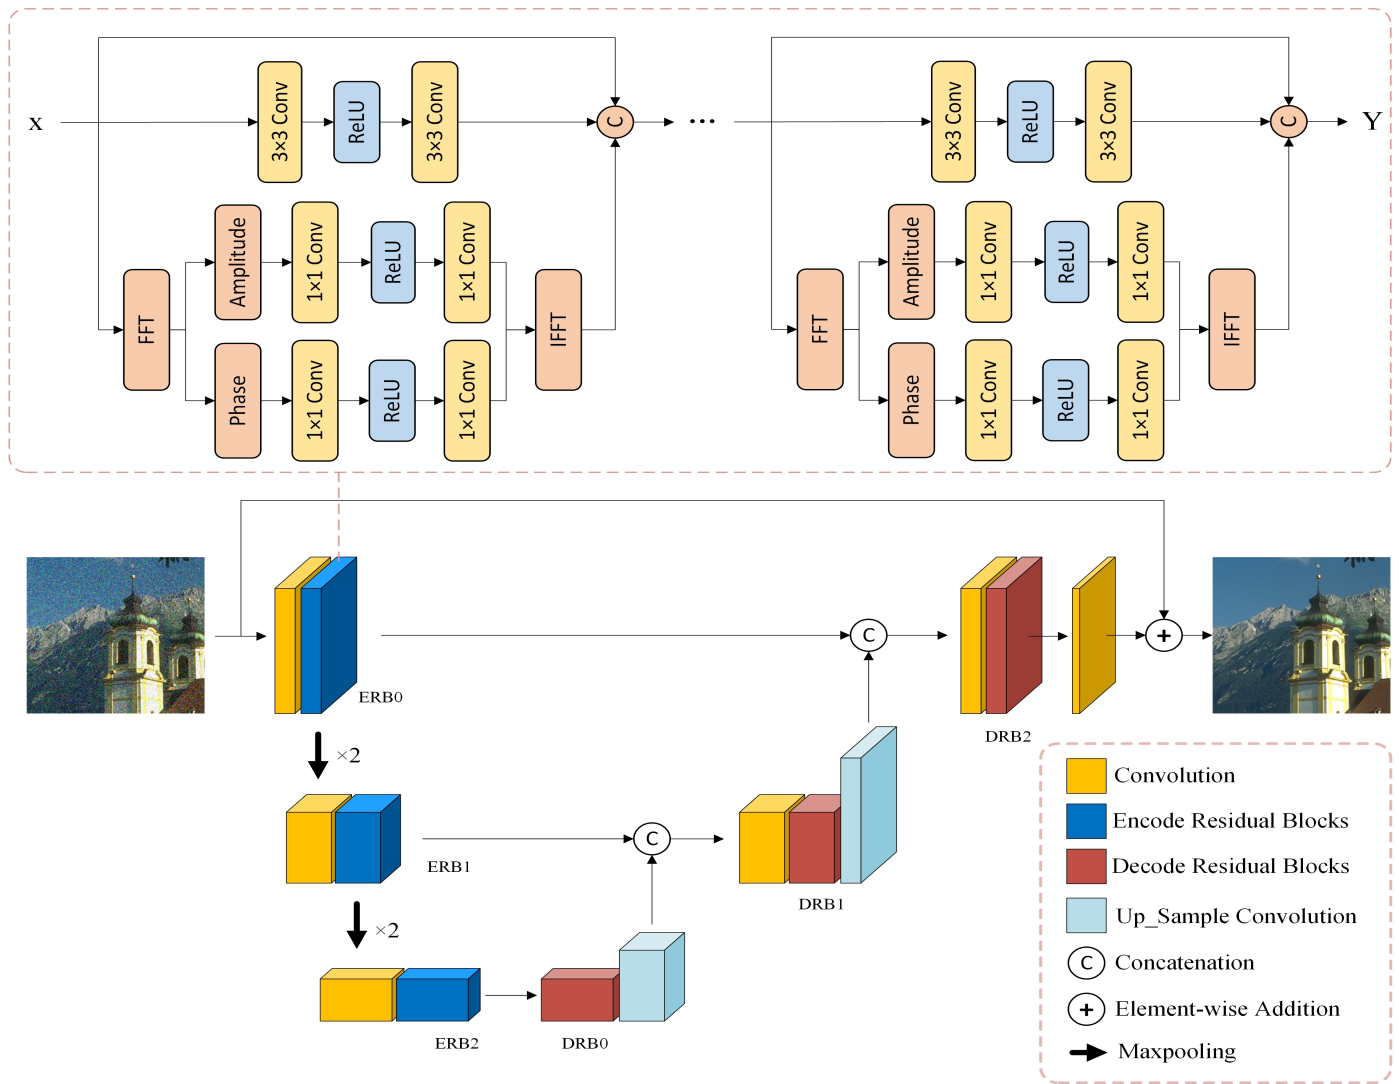 X
3×3 Conv
ReLU
3×3 Conv
C
...
3×3 Conv
ReLU
3×3 Conv
C
Y
FFT
Amplitude
1×1 Conv
ReLU
1×1 Conv
Phase
1×1 Conv
ReLU
1×1 Conv
IFFT
FFT
Amplitude
1×1 Conv
ReLU
1×1 Conv
Phase
1×1 Conv
ReLU
1×1 Conv
IFFT
ERB0
C
DRB2
+
×2
ERB1
C
DRB1
×2
ERB2
DRB0
Convolution
Encode Residual Blocks
Decode Residual Blocks
Up_Sample Convolution
C Concatenation
+ Element-wise Addition
Maxpooling